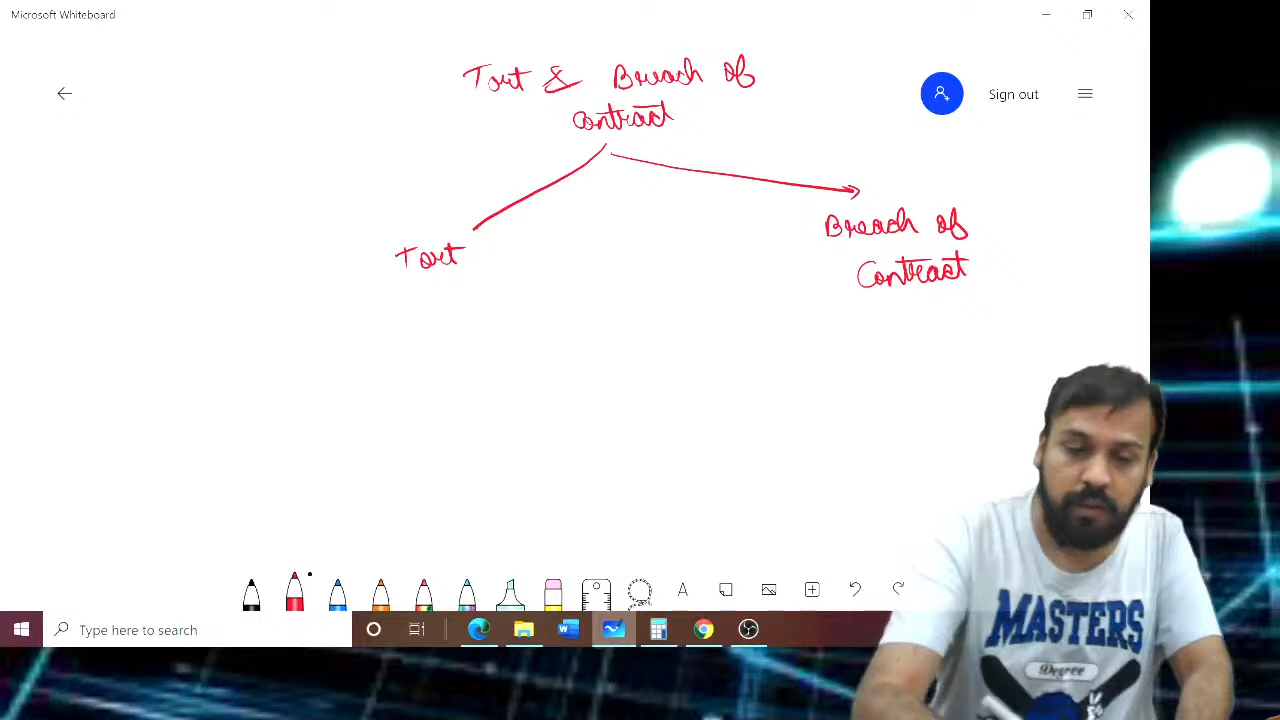 Microsoft Whiteboard
Tort & Breach of
contract
Sign out
Tort
Breach of
Contract
A
Type here to search
MASTERS
Degree